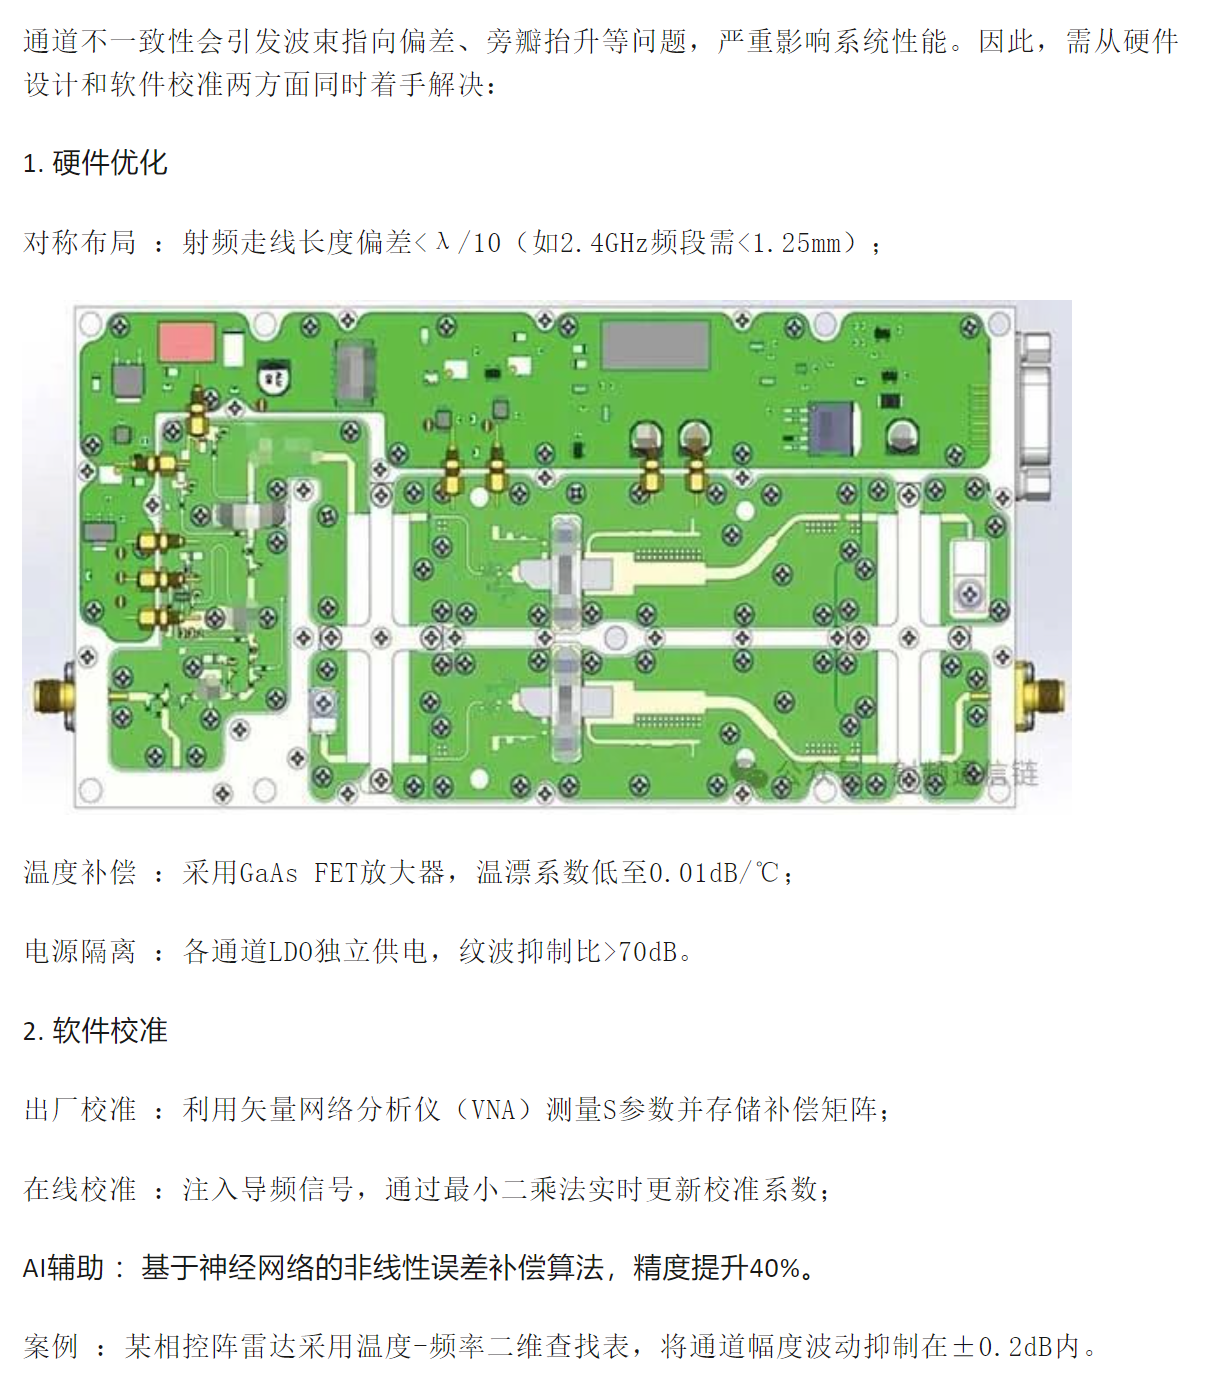 通道不一致性会引发波束指向偏差、旁瓣抬升等问题，严重影响系统性能。因此，需从硬件
设计和软件校准两方面同时着手解决：
1. 硬件优化
对称布局 ：射频走线长度偏差<λ/10（如2.4GHz频段需<1.25mm）；
公众号 射频通信链
温度补偿 ：采用GaAs FET放大器，温漂系数低至0.01dB/℃；
电源隔离 ：各通道LDO独立供电，纹波抑制比>70dB。
2. 软件校准
出厂校准 ：利用矢量网络分析仪（VNA）测量S参数并存储补偿矩阵；
在线校准 ：注入导频信号，通过最小二乘法实时更新校准系数；
AI辅助 ：基于神经网络的非线性误差补偿算法，精度提升40%。
案例 ：某相控阵雷达采用温度-频率二维查找表，将通道幅度波动抑制在±0.2dB内。